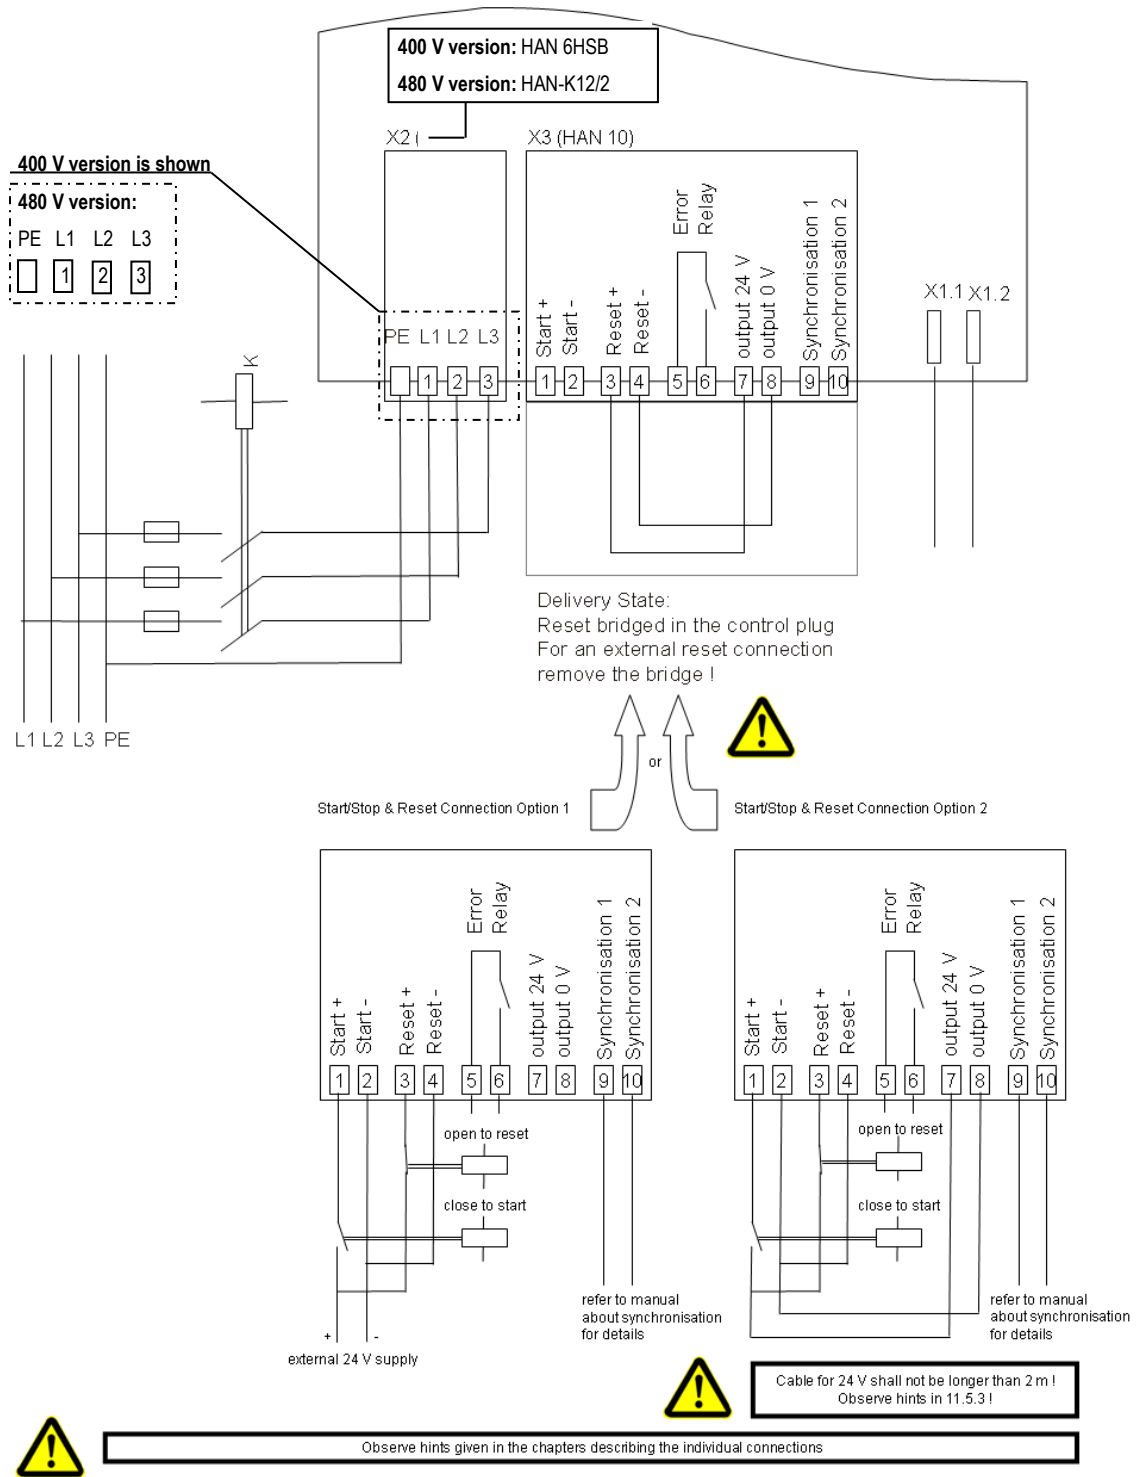 400 V version: HAN 6HSB
480 V version: HAN-K12/2
X2 (
X3 (HAN 10)
400 V version is shown
480 V version:
PE L1 L2 L3
1 2 3
PE L1 L2 L3
1 2 3
Start +
Start -
Reset +
Reset -
Error
Relay
output 24 V
output 0 V
Synchronisation 1
Synchronisation 2
1 2 3 4 5 6 7 8 9 10
X1.1 X1.2
K
L1 L2 L3 PE
Delivery State:
Reset bridged in the control plug
For an external reset connection
remove the bridge !
or
Start/Stop & Reset Connection Option 1
Start/Stop & Reset Connection Option 2
Start +
Start -
Reset +
Reset -
Error
Relay
output 24 V
output 0 V
Synchronisation 1
Synchronisation 2
1 2 3 4 5 6 7 8 9 10
open to reset
close to start
refer to manual
about synchronisation
for details
+ -
external 24 V supply
Start +
Start -
Reset +
Reset -
Error
Relay
output 24 V
output 0 V
Synchronisation 1
Synchronisation 2
1 2 3 4 5 6 7 8 9 10
open to reset
close to start
refer to manual
about synchronisation
for details
Cable for 24 V shall not be longer than 2 m !
Observe hints in 11.5.3 !
Observe hints given in the chapters describing the individual connections